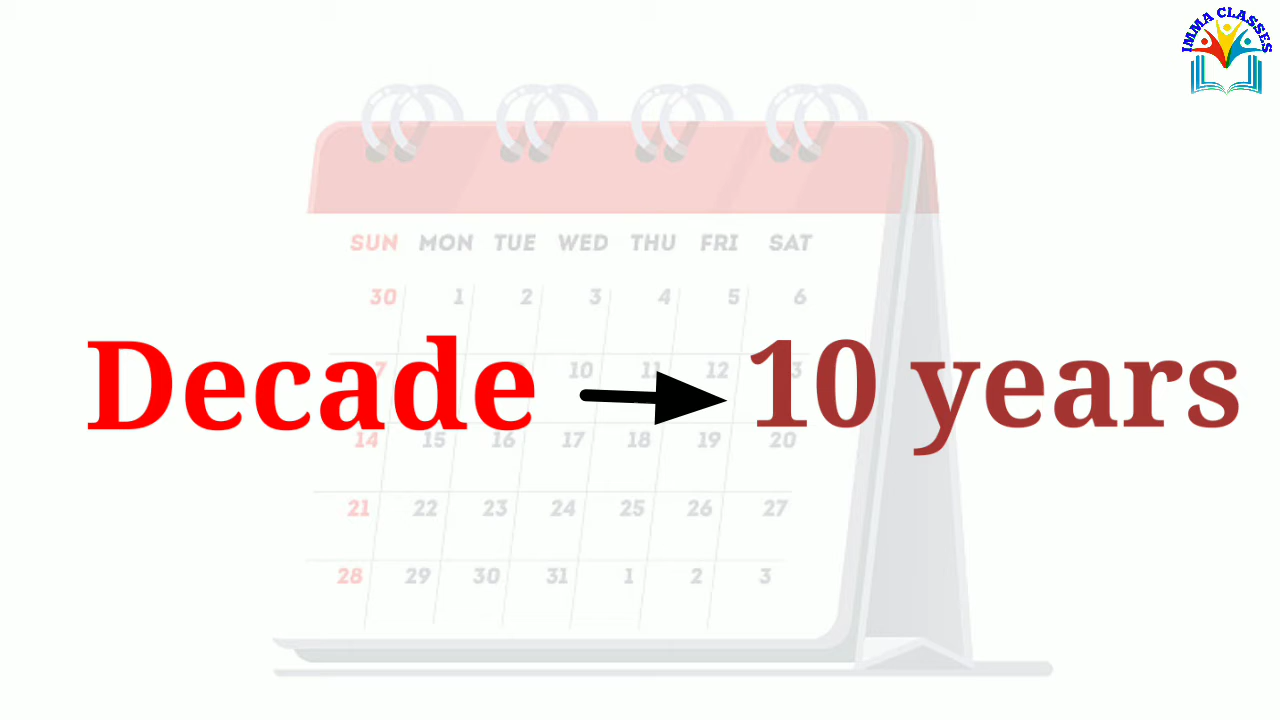 IMMA CLASSES
SUN MON TUE WED THU FRI SAT
30 1 2 3 4 5 6
7 10 11 12 3
Decade 10 years
14 15 16 17 18 19 20
21 22 23 24 25 26 27
28 29 30 31 1 2 3